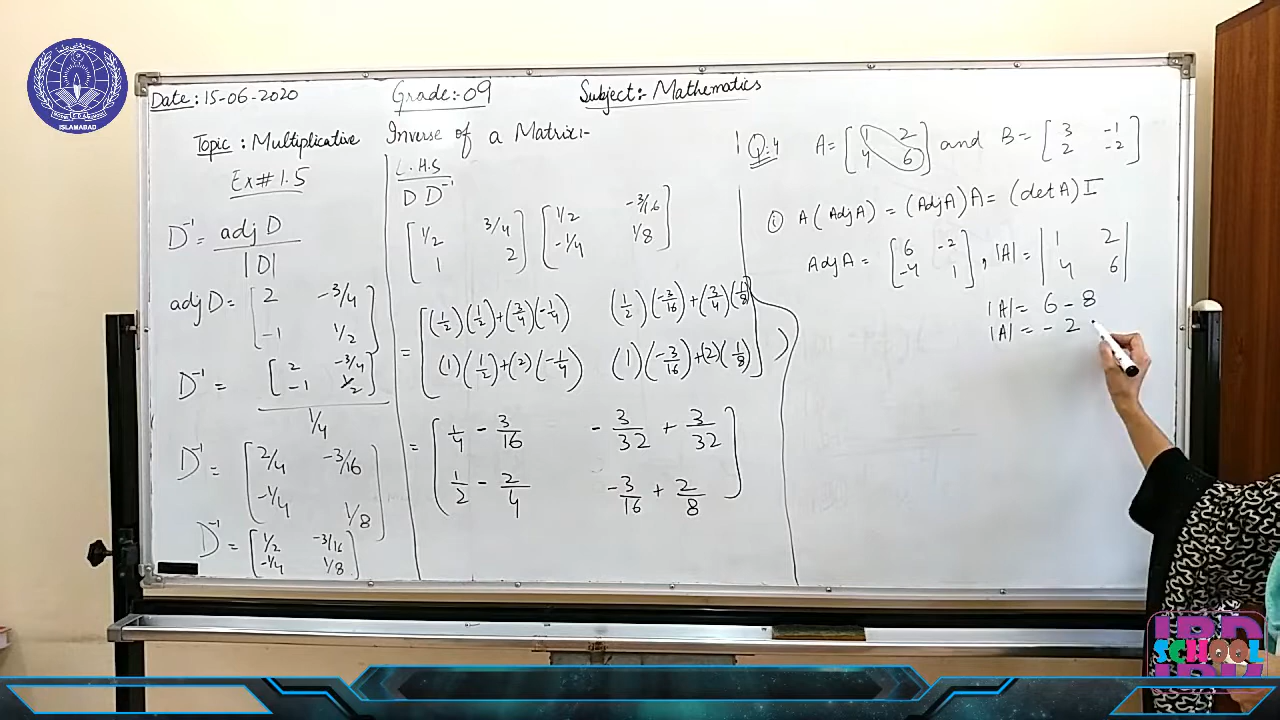 Date: 15-06-2020 Grade:- 09 Subject:- Mathematics
Topic: Multiplicative Inverse of a Matrix:-
Ex# 1.5
D⁻¹ = adj D / |D|
adj D = [2 -3/4; -1 1/2]
D⁻¹ = [2 -3/4; -1 1/2] / 1/4
D⁻¹ = [2/4 -3/16; -1/4 1/8]
D⁻¹ = [1/2 -3/16; -1/4 1/8]
L.H.S
D D⁻¹
[1/2 3/4; 1 2] [1/2 -3/16; -1/4 1/8]
= [(1/2)(1/2)+(3/4)(-1/4) (1/2)(-3/16)+(3/4)(1/8); (1)(1/2)+(2)(-1/4) (1)(-3/16)+(2)(1/8)]
= [1/4 - 3/16 -3/32 + 3/32; 1/2 - 2/4 -3/16 + 2/8]
Q:4 A = [1 2; 4 6] and B = [3 -1; 2 -2]
(i) A(AdjA) = (AdjA)A = (detA)I
AdjA = [6 -2; -4 1], |A| = |1 2; 4 6|
|A| = 6 - 8
|A| = - 2
ISLAMABAD
SCHOOL